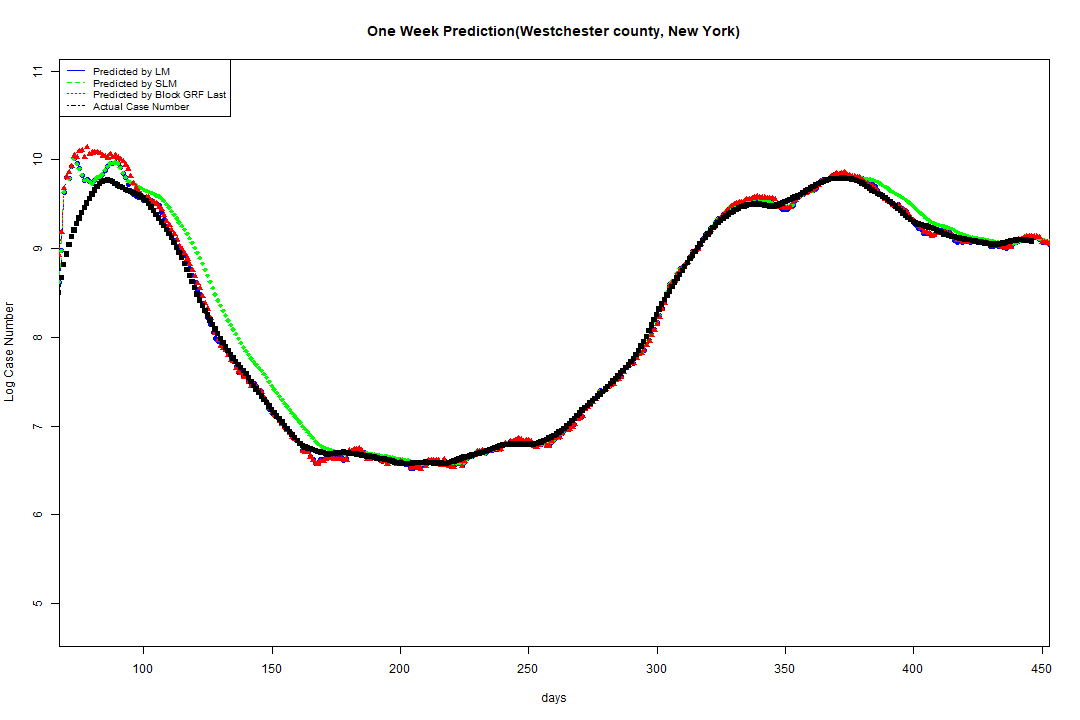 One Week Prediction(Westchester county, New York)
Predicted by LM
Predicted by SLM
Predicted by Block GRF Last
Actual Case Number
Log Case Number
11
10
9
8
7
6
5
100 150 200 250 300 350 400 450
days